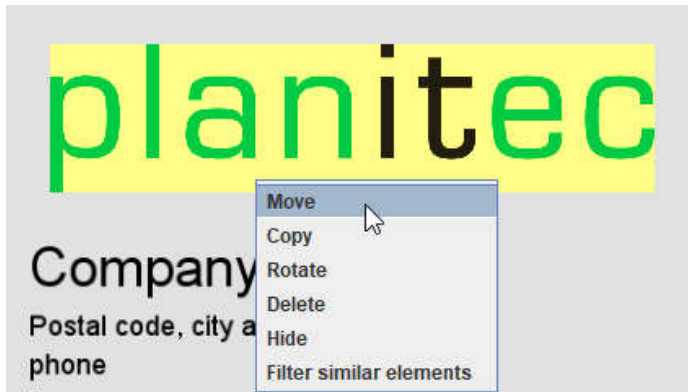 planitec
Move
Copy
Company
Rotate
Delete
Postal code, city a
Hide
phone
Filter similar elements